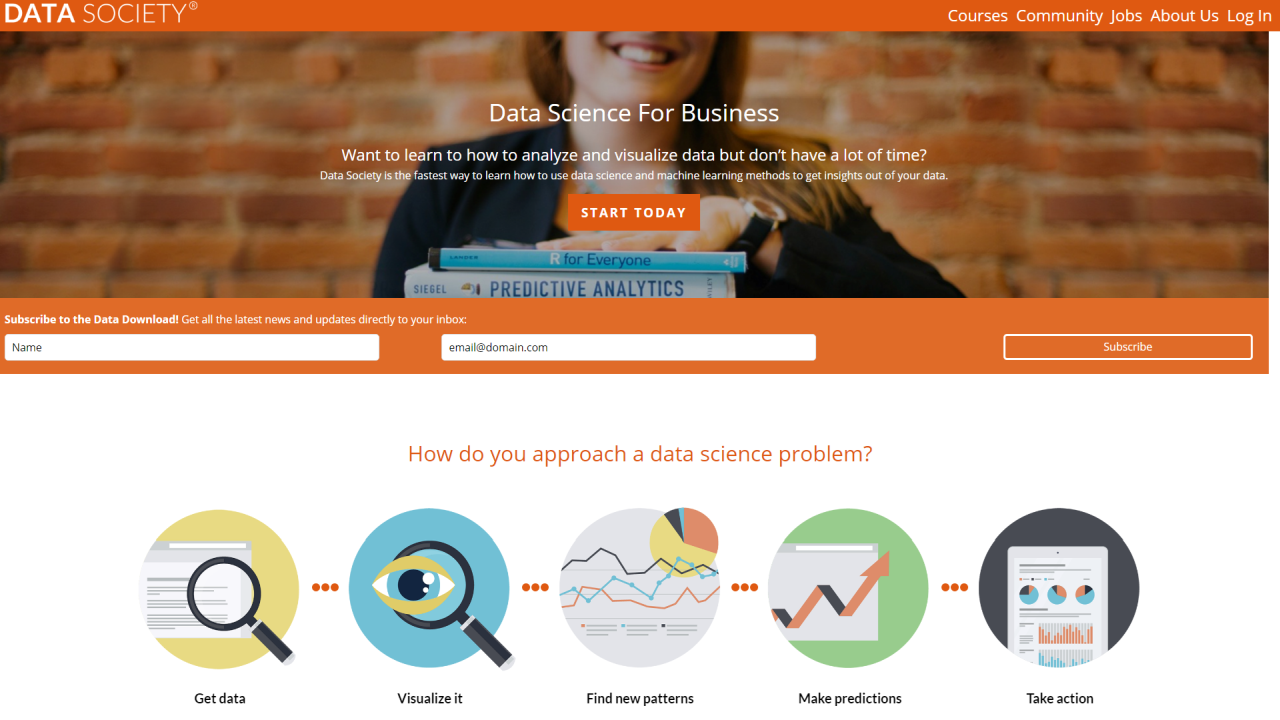 DATA SOCIETY®
Courses Community Jobs About Us Log In
Data Science For Business
Want to learn to how to analyze and visualize data but don't have a lot of time?
Data Society is the fastest way to learn how to use data science and machine learning methods to get insights out of your data.
START TODAY
LANDER R for Everyone
SIEGEL PREDICTIVE ANALYTICS
Subscribe to the Data Download! Get all the latest news and updates directly to your inbox:
Name
email@domain.com
Subscribe
How do you approach a data science problem?
Get data
Visualize it
Find new patterns
Make predictions
Take action